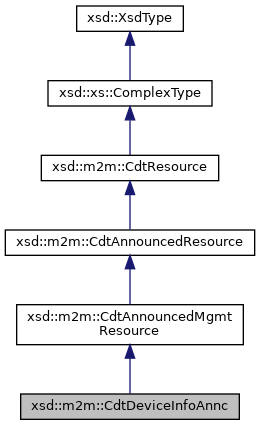 xsd::XsdType
xsd::xs::ComplexType
xsd::m2m::CdtResource
xsd::m2m::CdtAnnouncedResource
xsd::m2m::CdtAnnouncedMgmt
Resource
xsd::m2m::CdtDeviceInfoAnnc